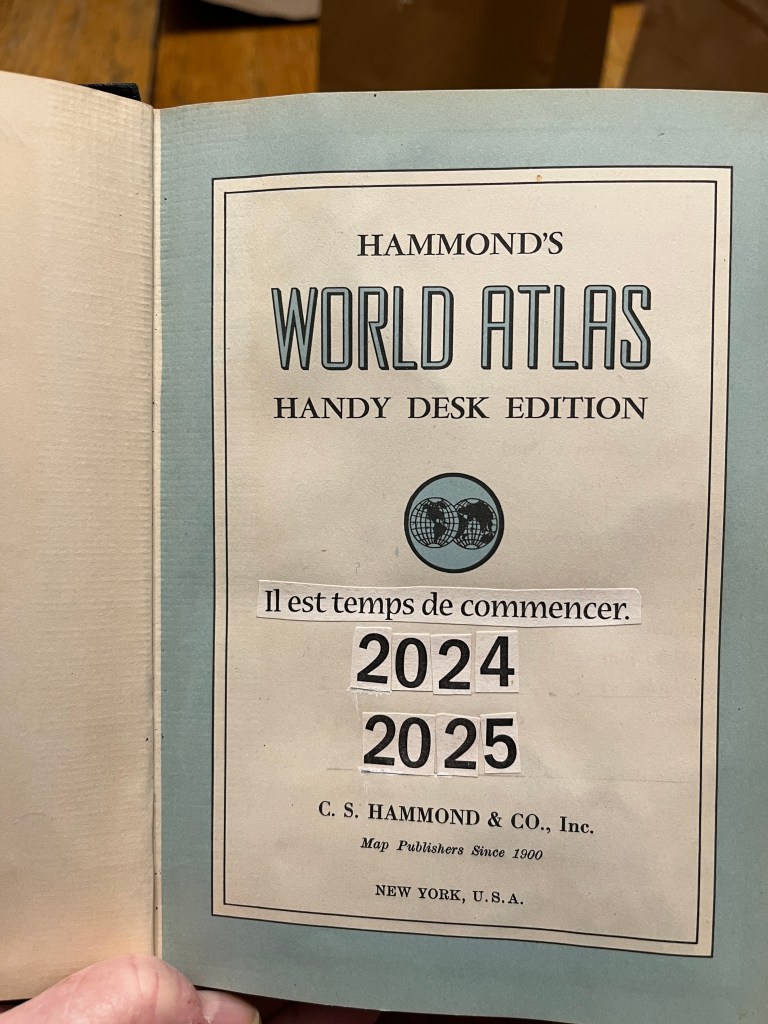 HAMMOND'S
WORLD ATLAS
HANDY DESK EDITION
Il est temps de commencer.
2024
2025
C. S. HAMMOND & CO., Inc.
Map Publishers Since 1900
NEW YORK, U.S.A.